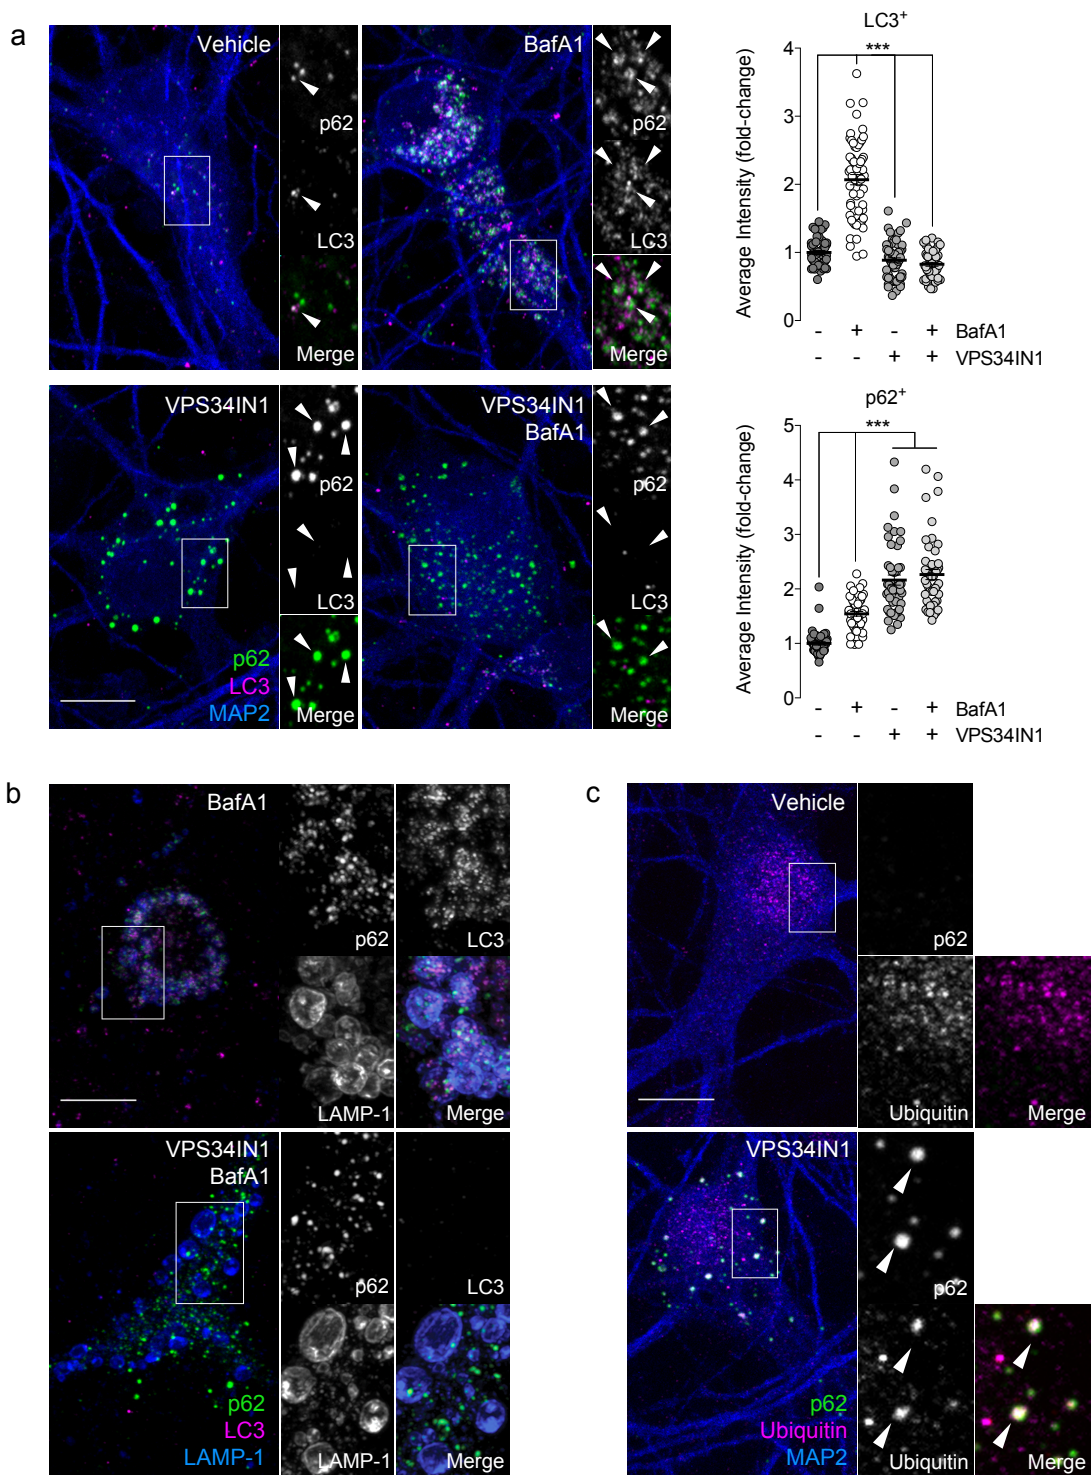 a
Vehicle
p62
LC3
Merge
BafA1
p62
LC3
Merge
VPS34IN1
p62
LC3
MAP2
p62
LC3
Merge
VPS34IN1
BafA1
p62
LC3
Merge
LC3+
***
Average Intensity (fold-change)
4
3
2
1
0
- + - + BafA1
- - + + VPS34IN1
p62+
***
Average Intensity (fold-change)
5
4
3
2
1
0
- + - + BafA1
- - + + VPS34IN1
b
BafA1
p62
LC3
LAMP-1
Merge
VPS34IN1
BafA1
p62
LC3
LAMP-1
p62
LC3
LAMP-1
Merge
c
Vehicle
p62
Ubiquitin
Merge
VPS34IN1
p62
Ubiquitin
MAP2
p62
Ubiquitin
Merge